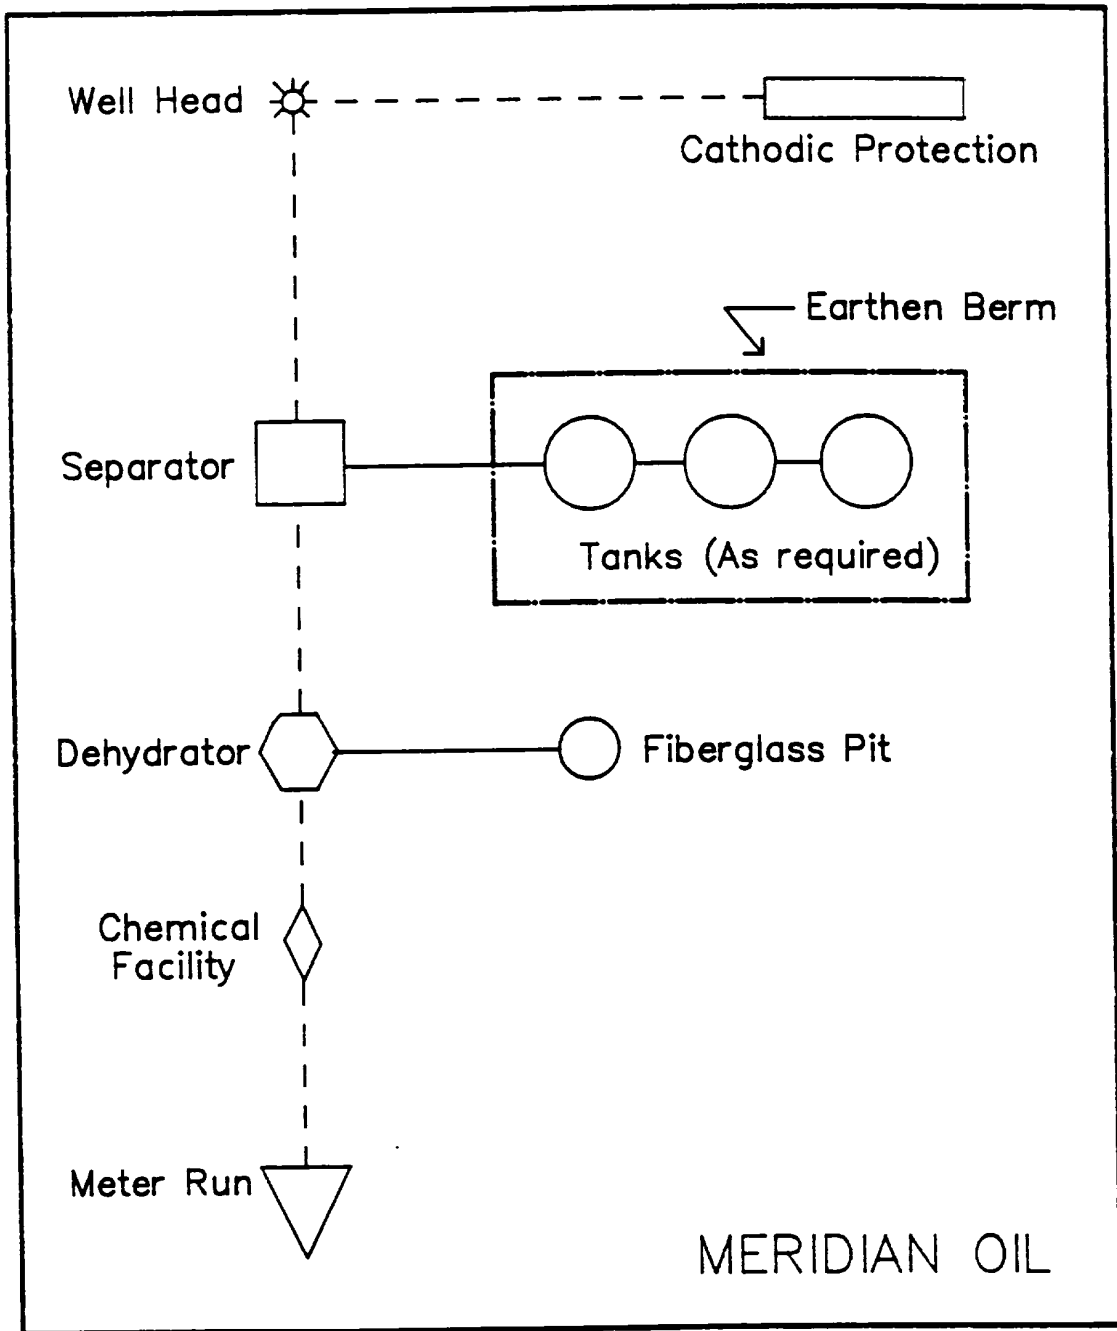 Well Head
Cathodic Protection
Earthen Berm
Separator
Tanks (As required)
Dehydrator
Fiberglass Pit
Chemical
Facility
Meter Run
MERIDIAN OIL